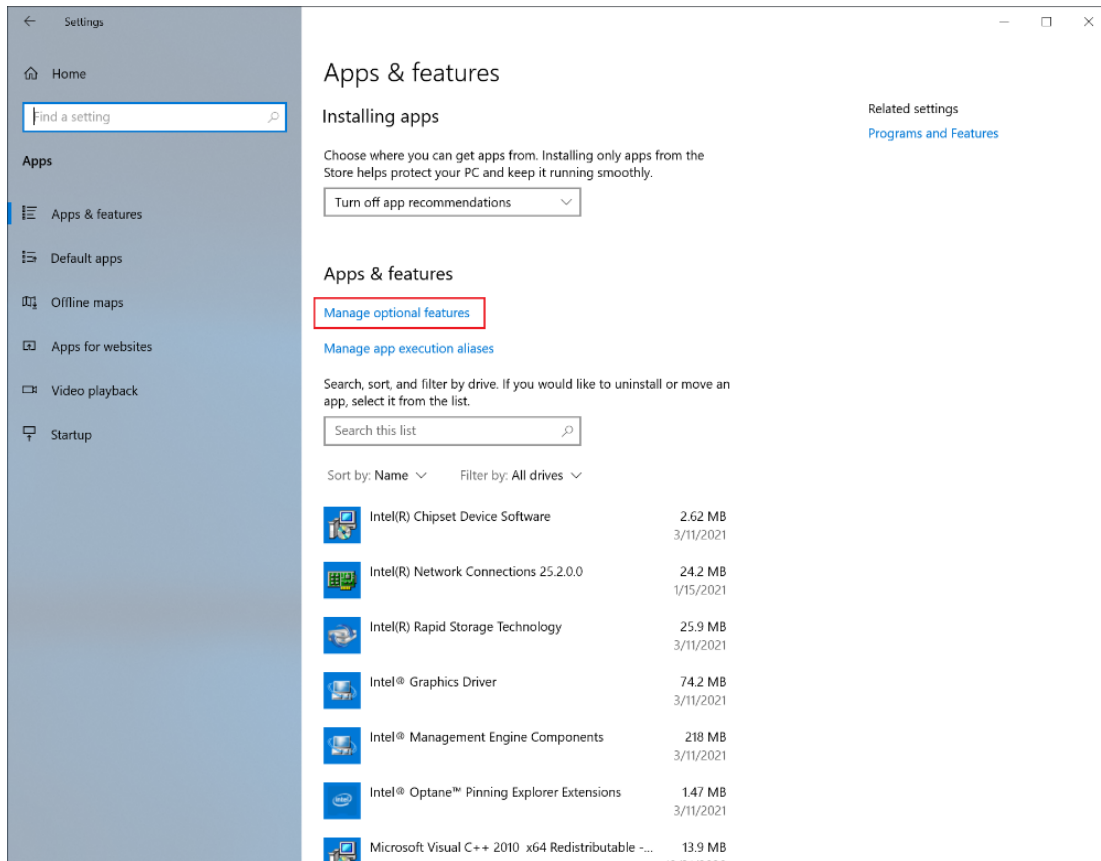 Settings
Home
Find a setting
Apps
Apps & features
Default apps
Offline maps
Apps for websites
Video playback
Startup
Apps & features
Installing apps
Choose where you can get apps from. Installing only apps from the
Store helps protect your PC and keep it running smoothly.
Turn off app recommendations
Apps & features
Manage optional features
Manage app execution aliases
Search, sort, and filter by drive. If you would like to uninstall or move an
app, select it from the list.
Search this list
Sort by: Name Filter by: All drives
Intel(R) Chipset Device Software 2.62 MB
3/11/2021
Intel(R) Network Connections 25.2.0.0 24.2 MB
1/15/2021
Intel(R) Rapid Storage Technology 25.9 MB
3/11/2021
Intel® Graphics Driver 74.2 MB
3/11/2021
Intel® Management Engine Components 218 MB
3/11/2021
Intel® Optane™ Pinning Explorer Extensions 1.47 MB
3/11/2021
Microsoft Visual C++ 2010 x64 Redistributable -... 13.9 MB
Related settings
Programs and Features